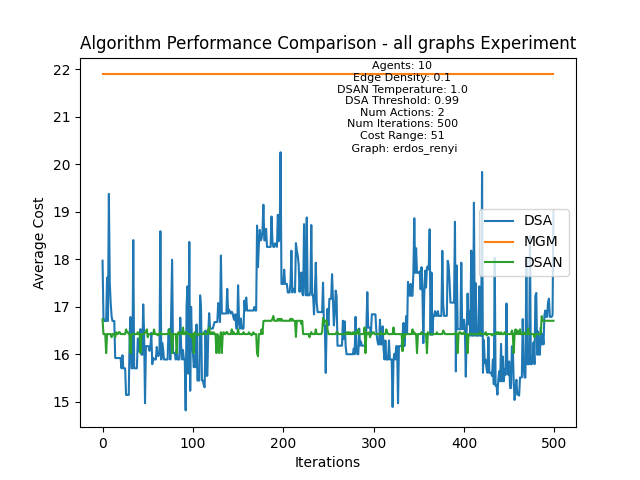 Algorithm Performance Comparison - all graphs Experiment
Agents: 10
Edge Density: 0.1
DSAN Temperature: 1.0
DSA Threshold: 0.99
Num Actions: 2
Num Iterations: 500
Cost Range: 51
Graph: erdos_renyi
22
21
20
19
18
17
16
15
Average Cost
DSA
MGM
DSAN
0 100 200 300 400 500
Iterations